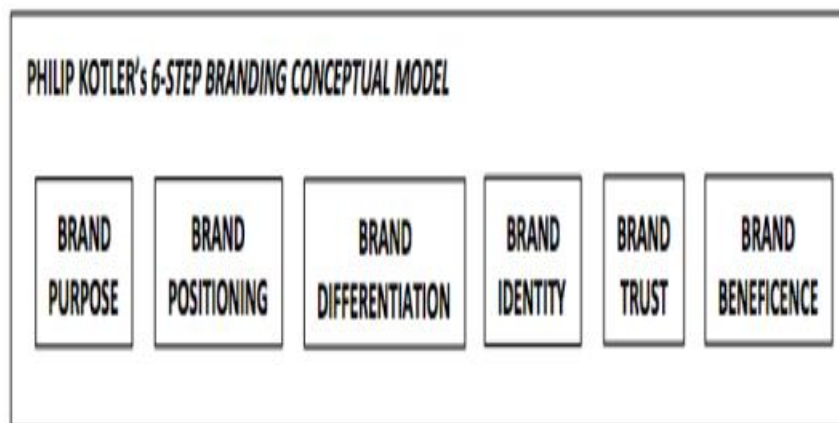 PHILIP KOTLER's 6-STEP BRANDING CONCEPTUAL MODEL
BRAND
PURPOSE
BRAND
POSITIONING
BRAND
DIFFERENTIATION
BRAND
IDENTITY
BRAND
TRUST
BRAND
BENEFICENCE